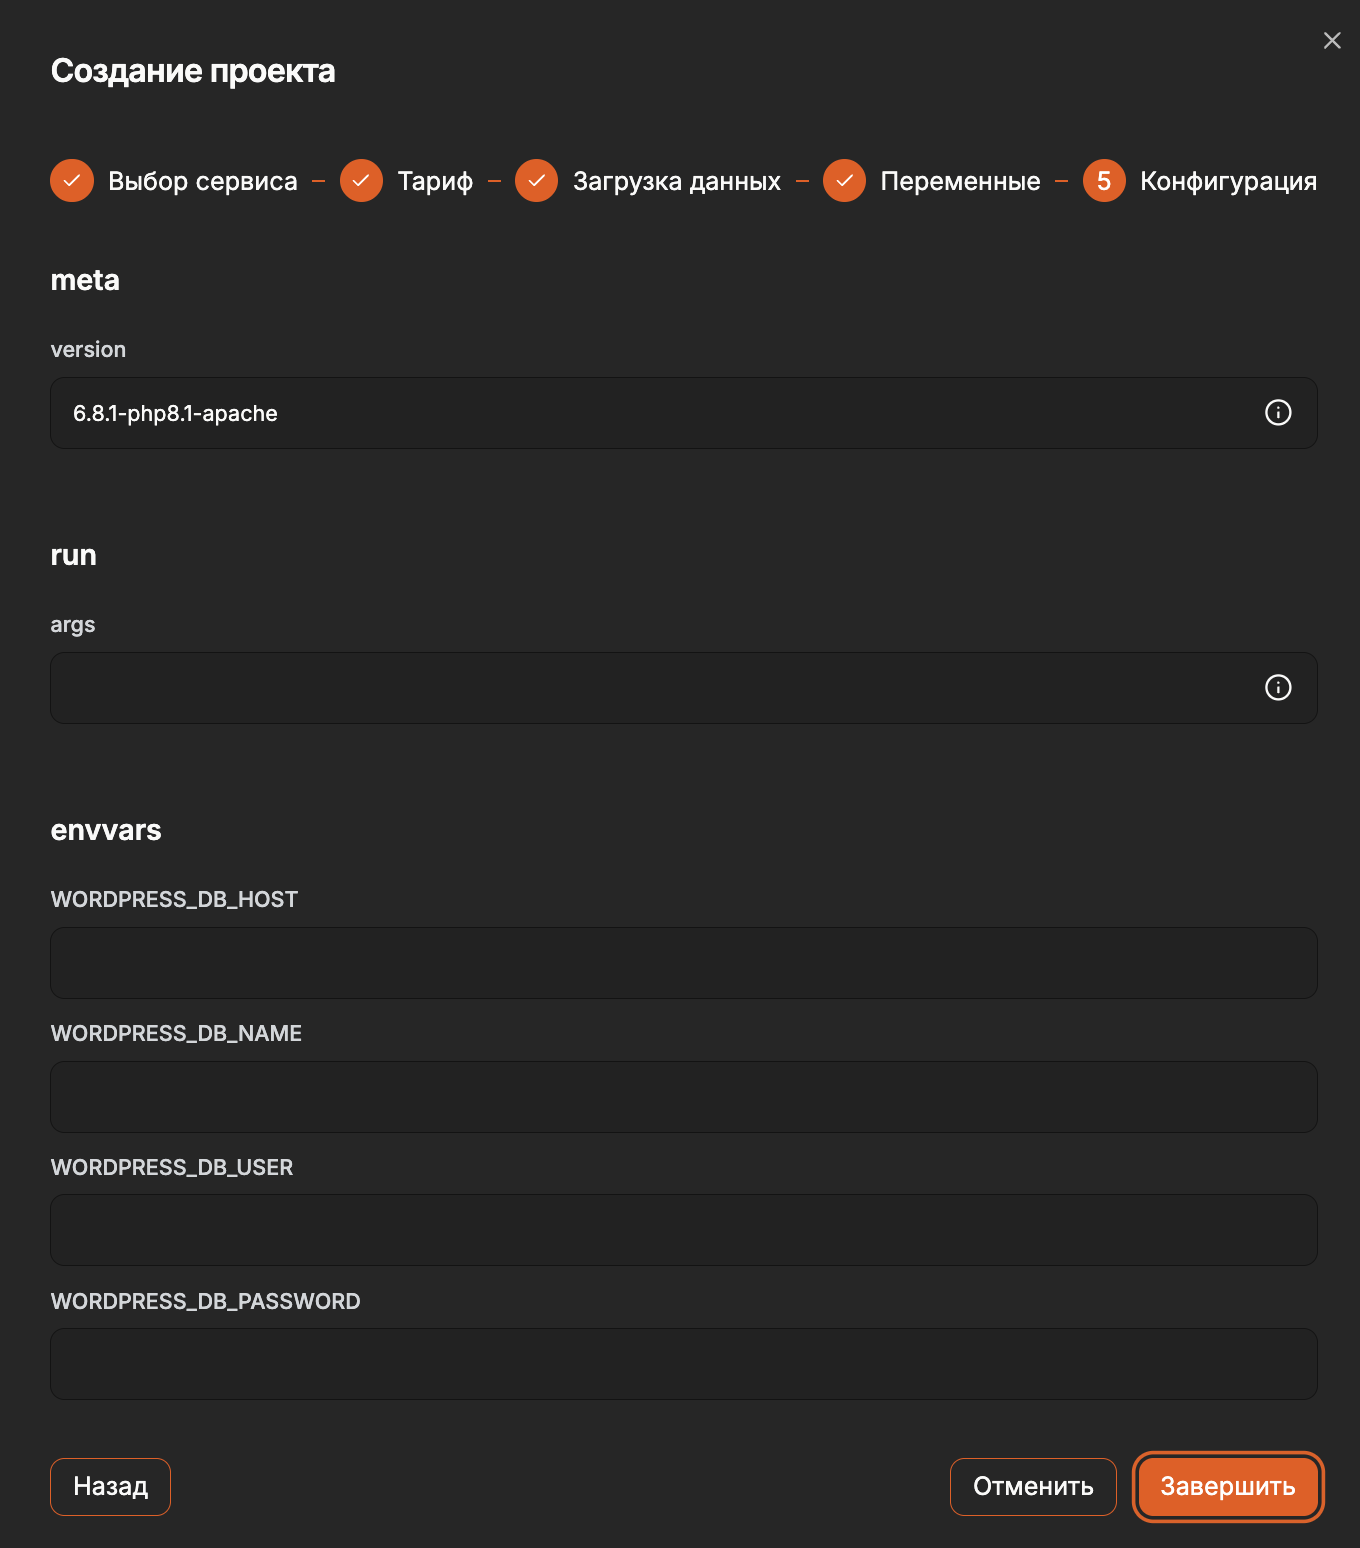 Создание проекта
Выбор сервиса Тариф Загрузка данных Переменные 5 Конфигурация
meta
version
6.8.1-php8.1-apache
run
args
envvars
WORDPRESS_DB_HOST
WORDPRESS_DB_NAME
WORDPRESS_DB_USER
WORDPRESS_DB_PASSWORD
Назад Отменить Завершить